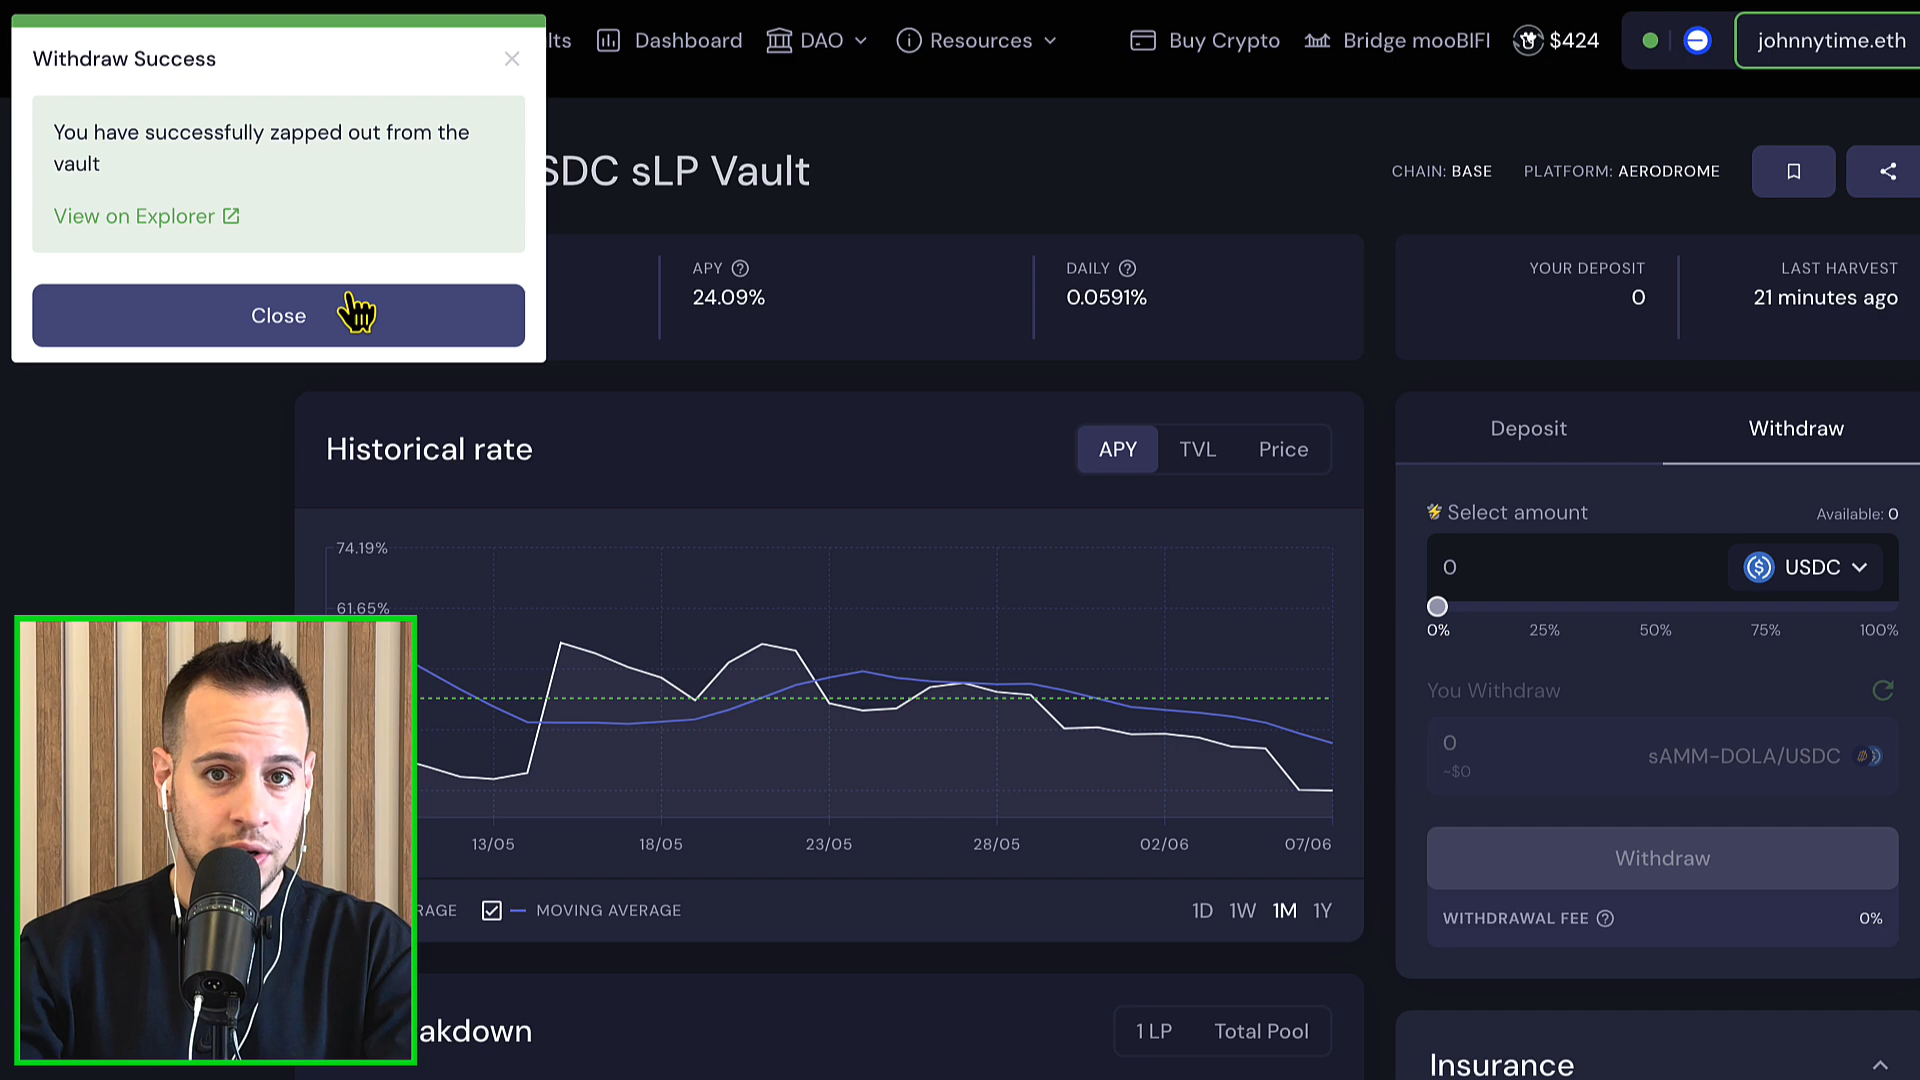 Withdraw Success
You have successfully zapped out from the
vault
View on Explorer
Close
lts
Dashboard
DAO
Resources
Buy Crypto
Bridge mooBIFI
$424
johnnytime.eth
SDC sLP Vault
CHAIN: BASE
PLATFORM: AERODROME
APY
24.09%
DAILY
0.0591%
YOUR DEPOSIT
0
LAST HARVEST
21 minutes ago
Historical rate
APY
TVL
Price
74.19%
61.65%
13/05
18/05
23/05
28/05
02/06
07/06
RAGE
MOVING AVERAGE
1D
1W
1M
1Y
Deposit
Withdraw
Select amount
Available: 0
0
USDC
0%
25%
50%
75%
100%
You Withdraw
0
~$0
sAMM-DOLA/USDC
Withdraw
WITHDRAWAL FEE
0%
akdown
1 LP
Total Pool
Insurance